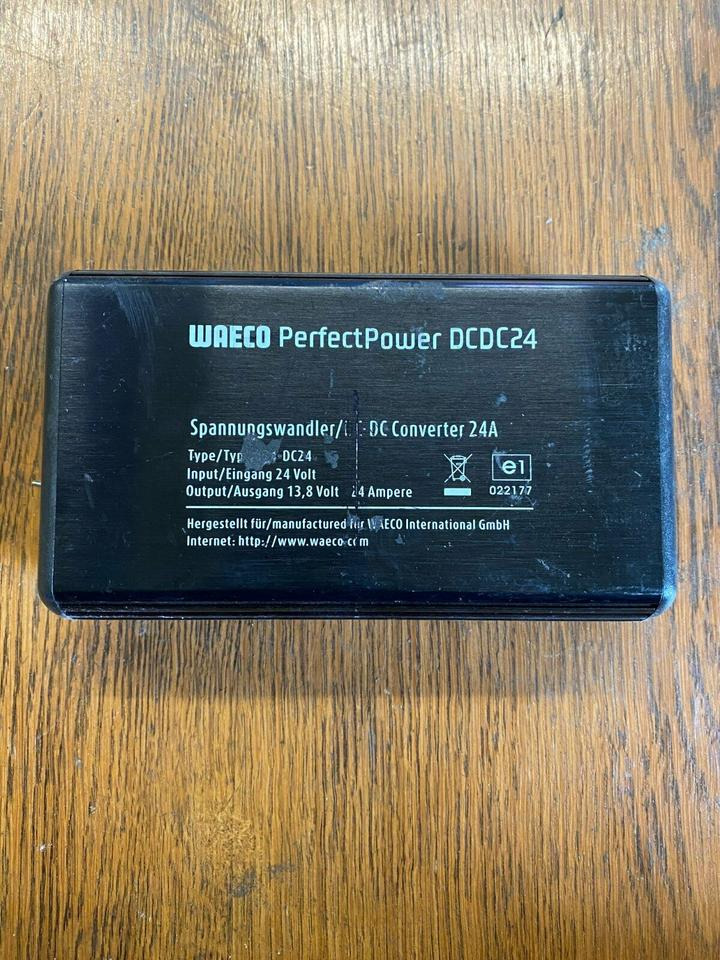 WAECO PerfectPower DCDC24
Spannungswandler/ DC Converter 24A
Type/Typ DC24
Input/Eingang 24 Volt
Output/Ausgang 13,8 Volt 24 Ampere
e1
022177
Hergestellt für/manufactured for WAECO International GmbH
Internet: http://www.waeco.com